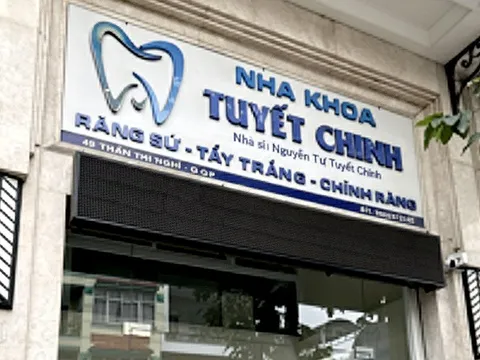 NHA KHOA
TUYẾT CHINH
Nha sĩ: Nguyễn Tự Tuyết Chinh
RĂNG SỨ - TẨY TRẮNG - CHỈNH RĂNG
49 THÂN THỊ NGHỈ - Q GP